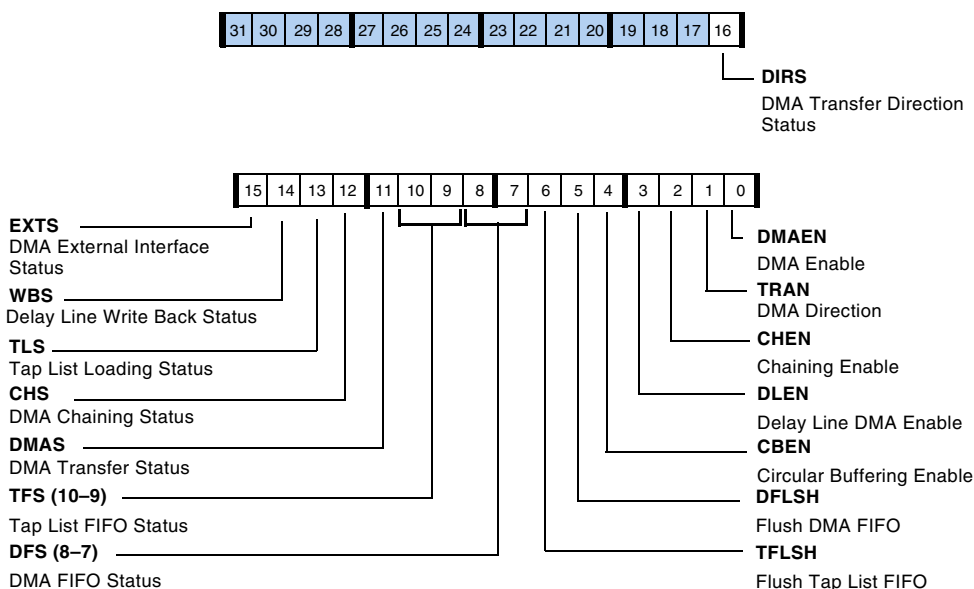 31 30 29 28 27 26 25 24 23 22 21 20 19 18 17 16
DIRS
DMA Transfer Direction
Status
15 14 13 12 11 10 9 8 7 6 5 4 3 2 1 0
EXTS
DMA External Interface
Status
WBS
Delay Line Write Back Status
TLS
Tap List Loading Status
CHS
DMA Chaining Status
DMAS
DMA Transfer Status
TFS (10–9)
Tap List FIFO Status
DFS (8–7)
DMA FIFO Status
DMAEN
DMA Enable
TRAN
DMA Direction
CHEN
Chaining Enable
DLEN
Delay Line DMA Enable
CBEN
Circular Buffering Enable
DFLSH
Flush DMA FIFO
TFLSH
Flush Tap List FIFO